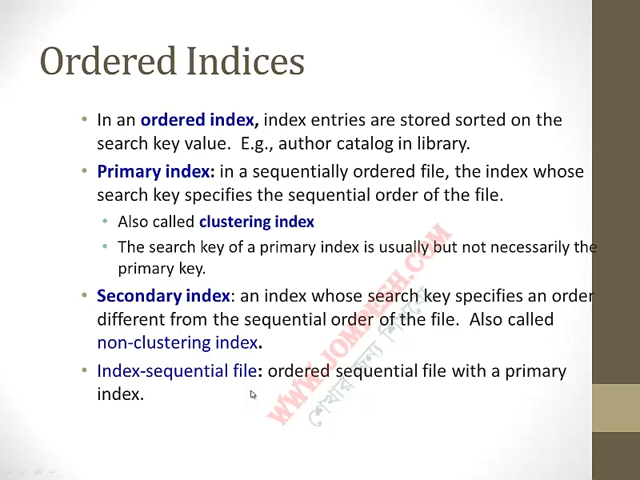 Ordered Indices
• In an ordered index, index entries are stored sorted on the
search key value. E.g., author catalog in library.
• Primary index: in a sequentially ordered file, the index whose
search key specifies the sequential order of the file.
• Also called clustering index
• The search key of a primary index is usually but not necessarily the
primary key.
• Secondary index: an index whose search key specifies an order
different from the sequential order of the file. Also called
non-clustering index.
• Index-sequential file: ordered sequential file with a primary
index.
WWW.JOMPESH.COM
শেখার জন্য